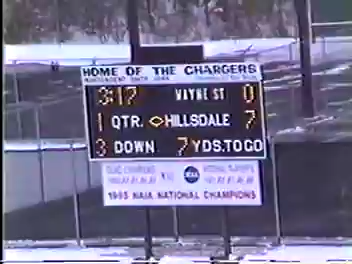 HOME OF THE CHARGERS
3:17 WAYNE ST 0
1 QTR. HILLSDALE 7
3 DOWN 7 YDS.TO GO
NCAA
NAIA NATIONAL CHAMPIONS